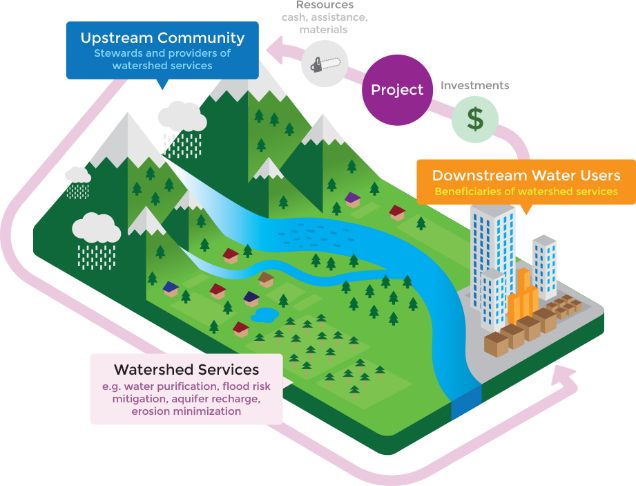 Resources
cash, assistance,
materials
Upstream Community
Stewards and providers of
watershed services
Project
Investments
$
Downstream Water Users
Beneficiaries of watershed services
Watershed Services
e.g. water purification, flood risk
mitigation, aquifer recharge,
erosion minimization